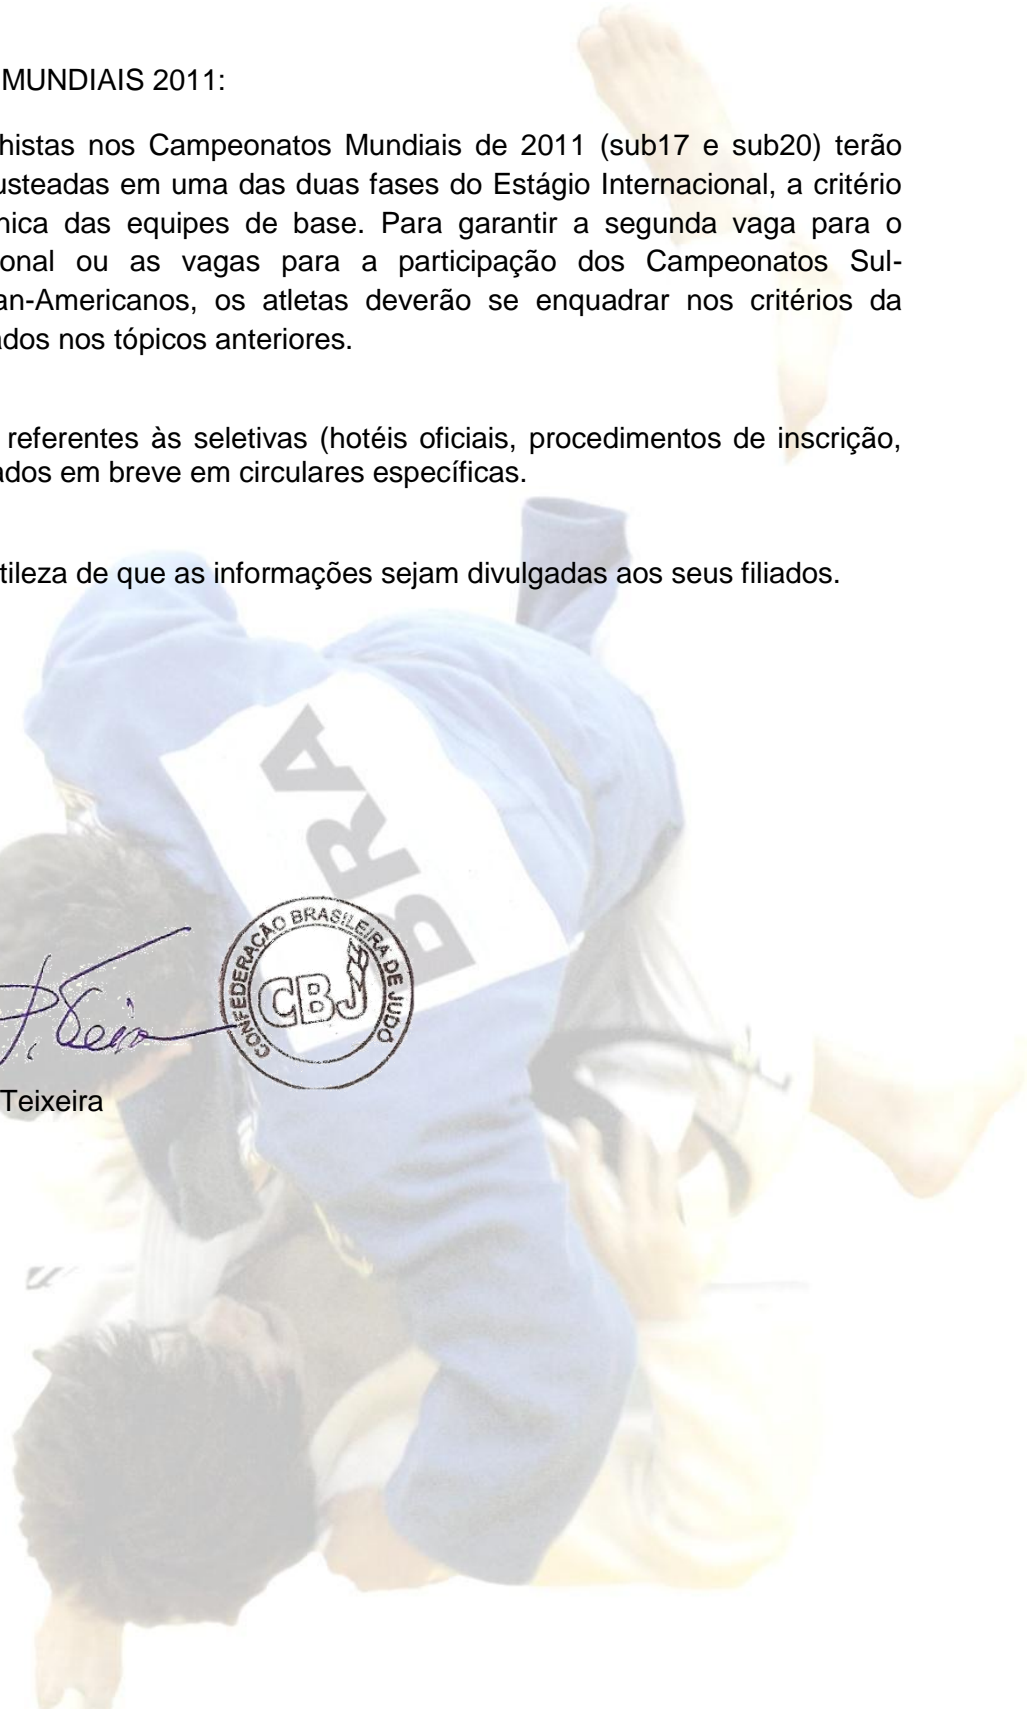 MUNDIAIS 2011:
histas nos Campeonatos Mundiais de 2011 (sub17 e sub20) terão
usteadas em uma das duas fases do Estágio Internacional, a critério
nica das equipes de base. Para garantir a segunda vaga para o
onal ou as vagas para a participação dos Campeonatos Sul-
an-Americanos, os atletas deverão se enquadrar nos critérios da
ados nos tópicos anteriores.
referentes às seletivas (hotéis oficiais, procedimentos de inscrição,
ados em breve em circulares específicas.
tileza de que as informações sejam divulgadas aos seus filiados.
BRA
CONFEDERAÇÃO BRASILEIRA DE JUDÔ
CBJ
Teixeira